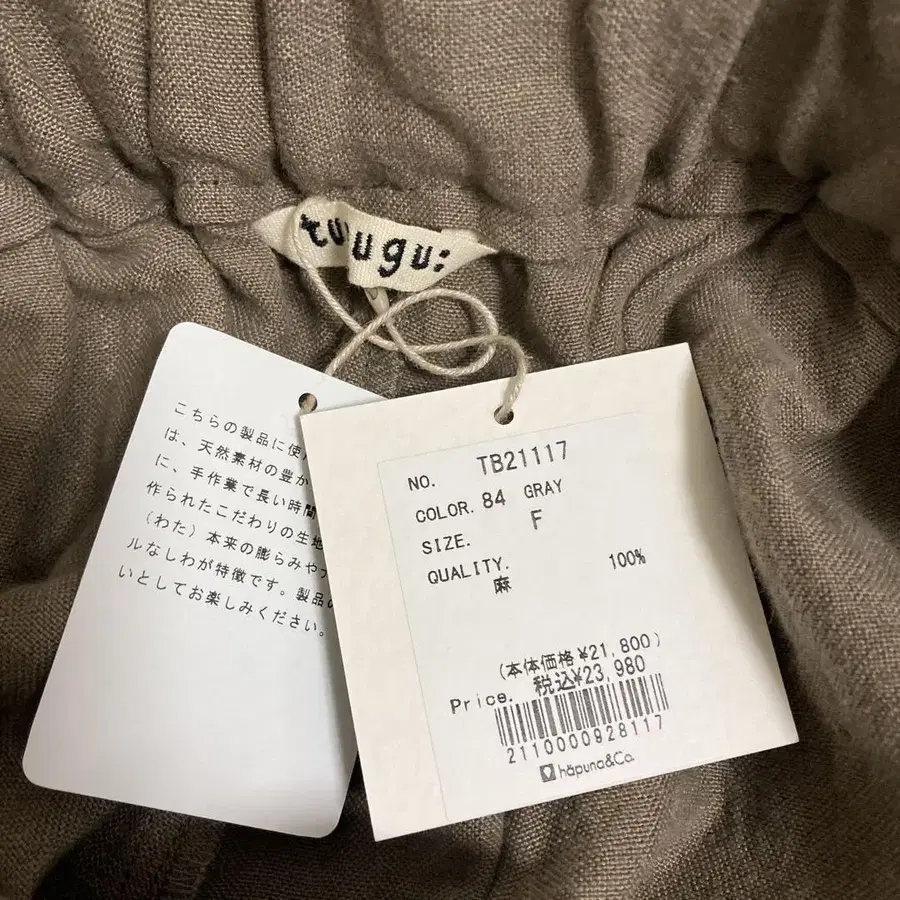 tuugu:
こちらの製品に使用
は、天然素材の豊か
に、手作業で長い時間
作られたこだわりの生地
(わた)本来の膨らみやナ
ルなしわが特徴です。製品の
いとしてお楽しみください。
NO. TB21117
COLOR. 84 GRAY
SIZE. F
QUALITY. 100%
麻
(本体価格¥21,800)
Price. 税込¥23,980
2110000928117
häpuna&Co.